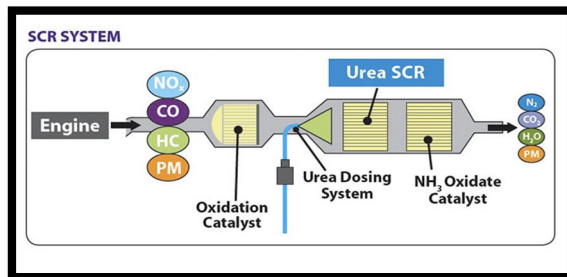 SCR SYSTEM
Urea SCR
NOₓ
CO
HC
PM
Engine
N₂
CO₂
H₂O
PM
Oxidation
Catalyst
Urea Dosing
System
NH₃ Oxidate
Catalyst